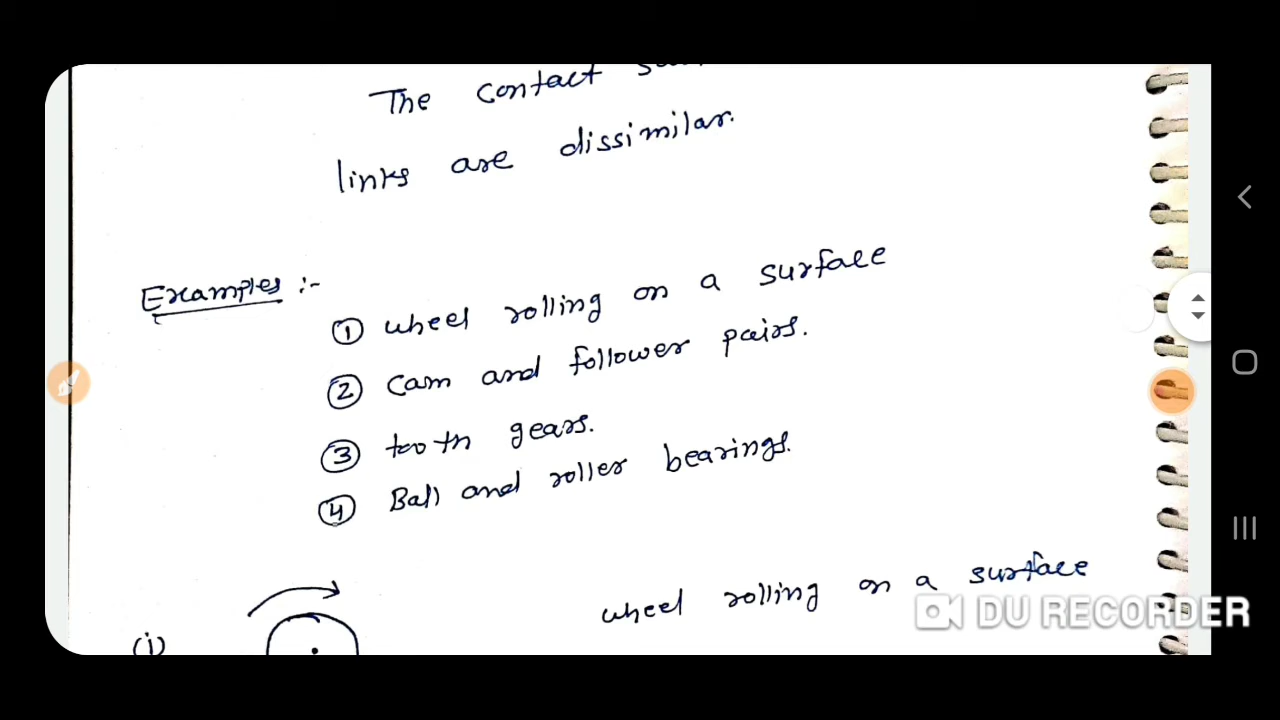 The contact
links are dissimilar.
Examples :-
① wheel rolling on a surface
② Cam and follower pairs.
③ tooth gears.
④ Ball and roller bearings.
wheel rolling on a surface
(i)
DU RECORDER